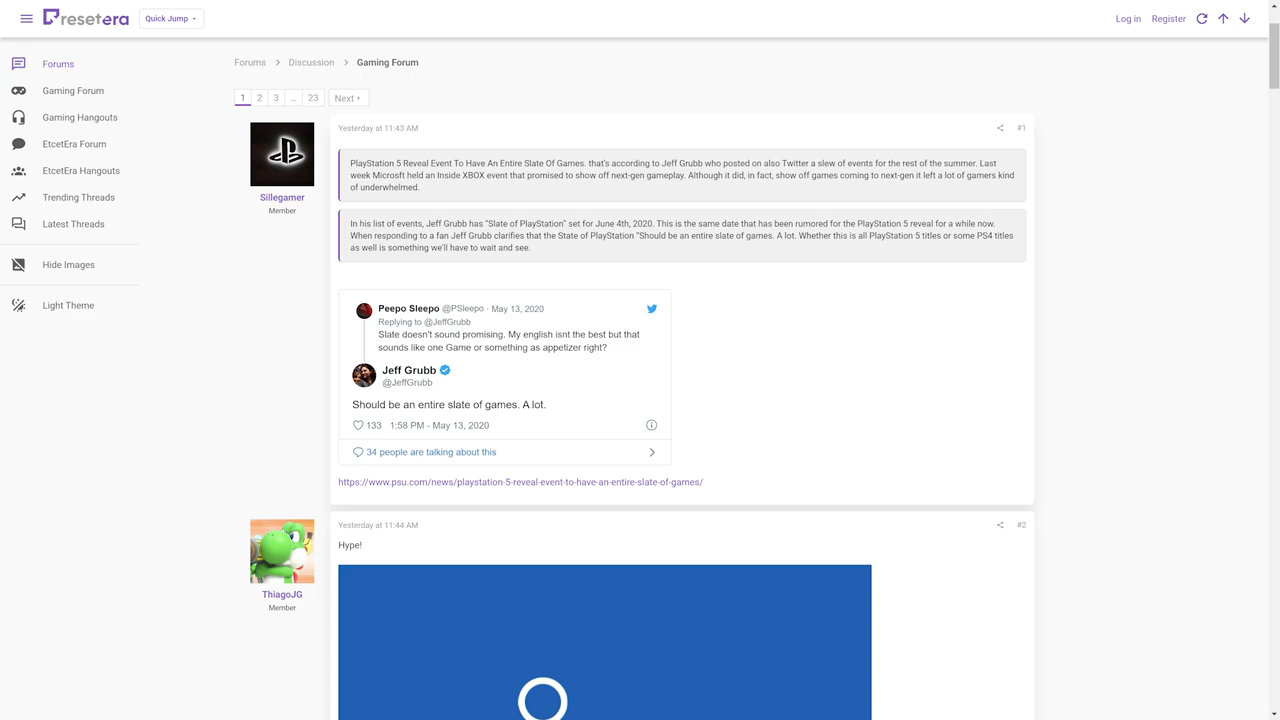 resetera
Quick Jump
Log in
Register
Forums
Gaming Forum
Gaming Hangouts
EtcetEra Forum
EtcetEra Hangouts
Trending Threads
Latest Threads
Hide Images
Light Theme
Forums > Discussion > Gaming Forum
1 2 3 ... 23 Next
Sillegamer
Member
Yesterday at 11:43 AM
#1
PlayStation 5 Reveal Event To Have An Entire Slate Of Games. that's according to Jeff Grubb who posted on also Twitter a slew of events for the rest of the summer. Last
week Microsft held an Inside XBOX event that promised to show off next-gen gameplay. Although it did, in fact, show off games coming to next-gen it left a lot of gamers kind
of underwhelmed.
In his list of events, Jeff Grubb has “Slate of PlayStation” set for June 4th, 2020. This is the same date that has been rumored for the PlayStation 5 reveal for a while now.
When responding to a fan Jeff Grubb clarifies that the State of PlayStation “Should be an entire slate of games. A lot. Whether this is all PlayStation 5 titles or some PS4 titles
as well is something we'll have to wait and see.
Peepo Sleepo @PSleepo · May 13, 2020
Replying to @JeffGrubb
Slate doesn't sound promising. My english isnt the best but that
sounds like one Game or something as appetizer right?
Jeff Grubb
@JeffGrubb
Should be an entire slate of games. A lot.
133 1:58 PM - May 13, 2020
34 people are talking about this
https://www.psu.com/news/playstation-5-reveal-event-to-have-an-entire-slate-of-games/
ThiagoJG
Member
Yesterday at 11:44 AM
#2
Hype!